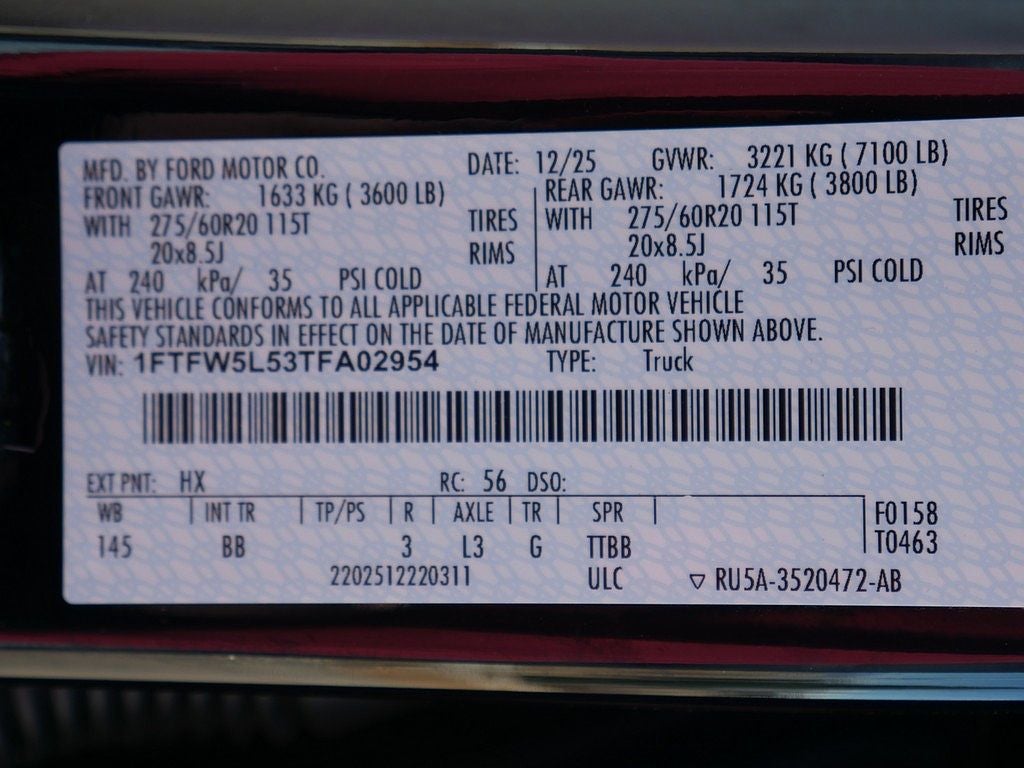 MFD. BY FORD MOTOR CO. DATE: 12/25 GVWR: 3221 KG ( 7100 LB)
FRONT GAWR: 1633 KG ( 3600 LB) REAR GAWR: 1724 KG ( 3800 LB)
WITH 275/60R20 115T TIRES WITH 275/60R20 115T TIRES
20x8.5J RIMS 20x8.5J RIMS
AT 240 kPa/ 35 PSI COLD AT 240 kPa/ 35 PSI COLD
THIS VEHICLE CONFORMS TO ALL APPLICABLE FEDERAL MOTOR VEHICLE
SAFETY STANDARDS IN EFFECT ON THE DATE OF MANUFACTURE SHOWN ABOVE.
VIN: 1FTFW5L53TFA02954 TYPE: Truck
EXT PNT: HX RC: 56 DSO:
WB INT TR TP/PS R AXLE TR SPR F0158
145 BB 3 L3 G TTBB T0463
2202512220311 ULC ▽ RU5A-3520472-AB